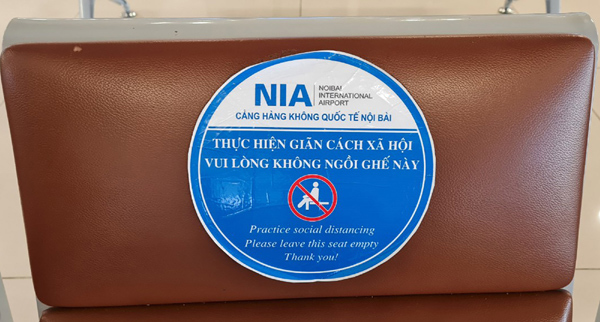 NIA
NOIBAI
INTERNATIONAL
AIRPORT
CẢNG HÀNG KHÔNG QUỐC TẾ NỘI BÀI
THỰC HIỆN GIÃN CÁCH XÃ HỘI
VUI LÒNG KHÔNG NGỒI GHẾ NÀY
Practice social distancing
Please leave this seat empty
Thank you!